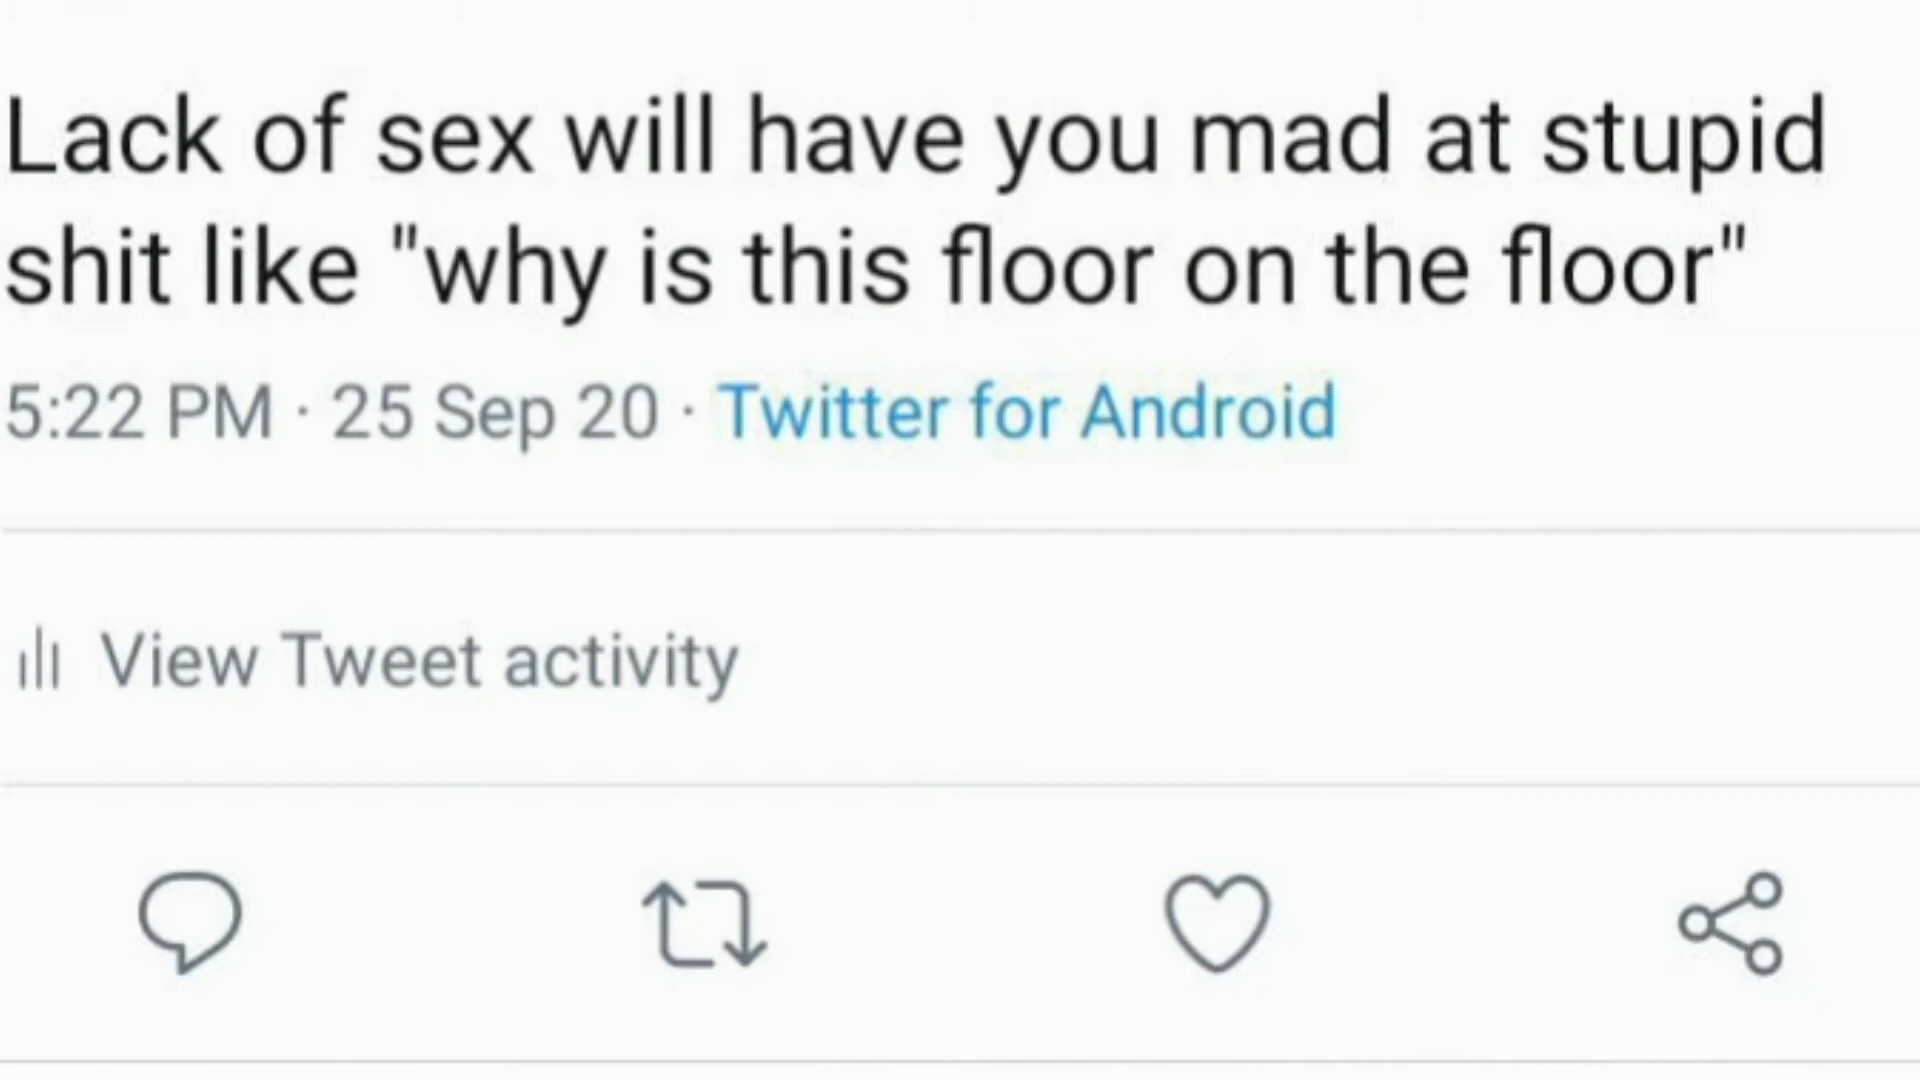 Lack of sex will have you mad at stupid
shit like "why is this floor on the floor"
5:22 PM · 25 Sep 20 · Twitter for Android
View Tweet activity